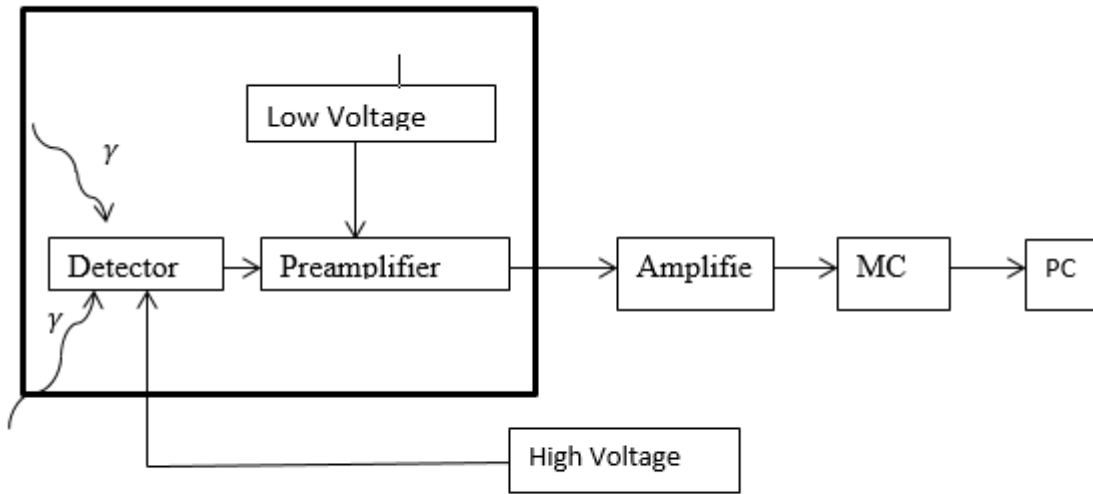 Low Voltage
γ
Detector
Preamplifier
Amplifie
MC
PC
γ
High Voltage